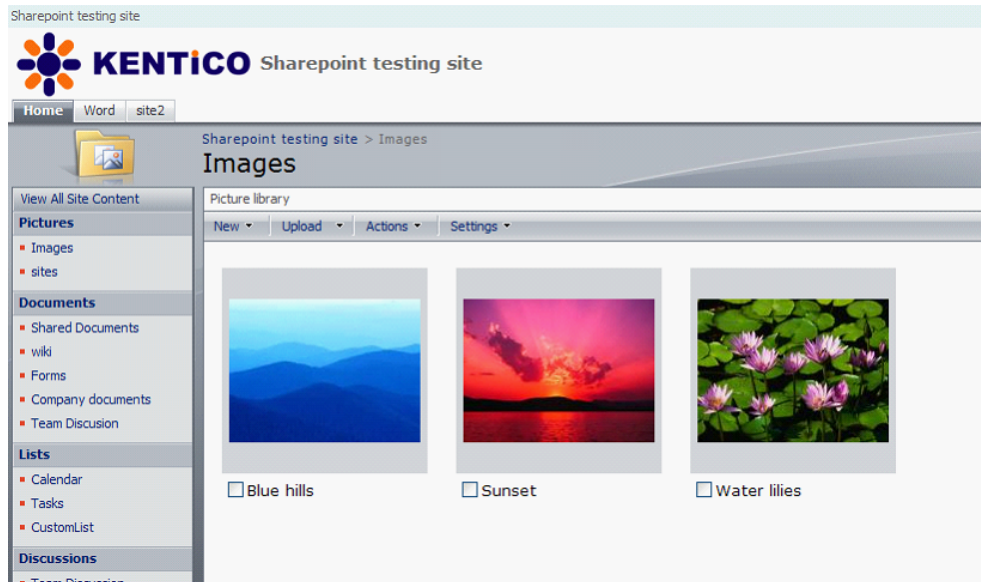 Sharepoint testing site
KENTiCO Sharepoint testing site
Home Word site2
Sharepoint testing site > Images
Images
View All Site Content
Picture library
Pictures
New Upload Actions Settings
Images
sites
Documents
Shared Documents
wiki
Forms
Company documents
Team Discusion
Lists
Calendar
Tasks
CustomList
Blue hills
Sunset
Water lilies
Discussions
Team Discussion